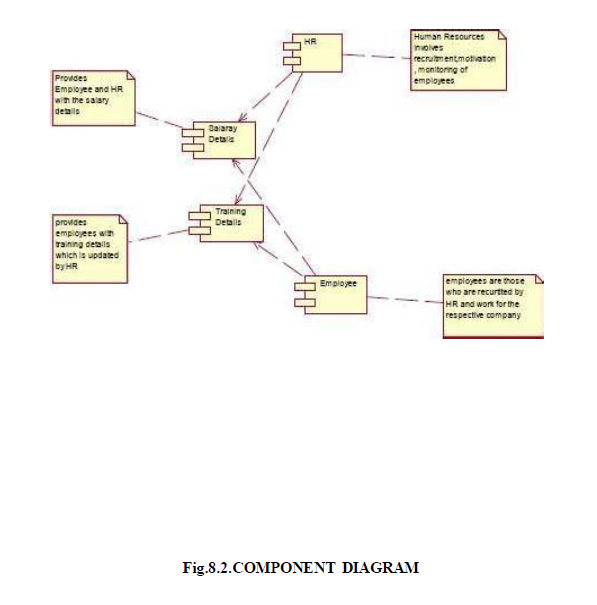 HR
Human Resources
involves
recruitment,motivation
, monitoring of
employees
Provides
Employee and HR
with the salary
details
Salaray
Details
Training
Details
provides
employees with
training details
which is updated
by HR
Employee
employees are those
who are recurtited by
HR and work for the
respective company
Fig.8.2.COMPONENT DIAGRAM